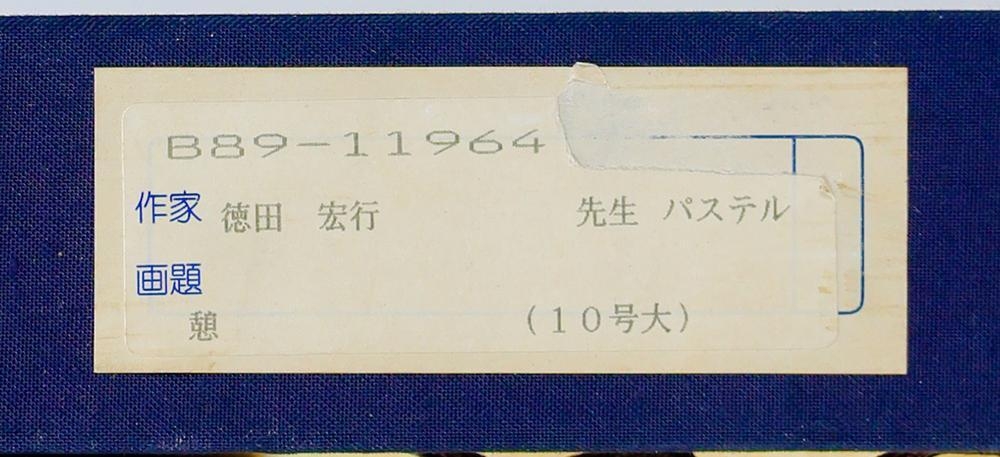 B89-11964
作家 徳田 宏行 先生 パステル
画題
憩 (10号大)